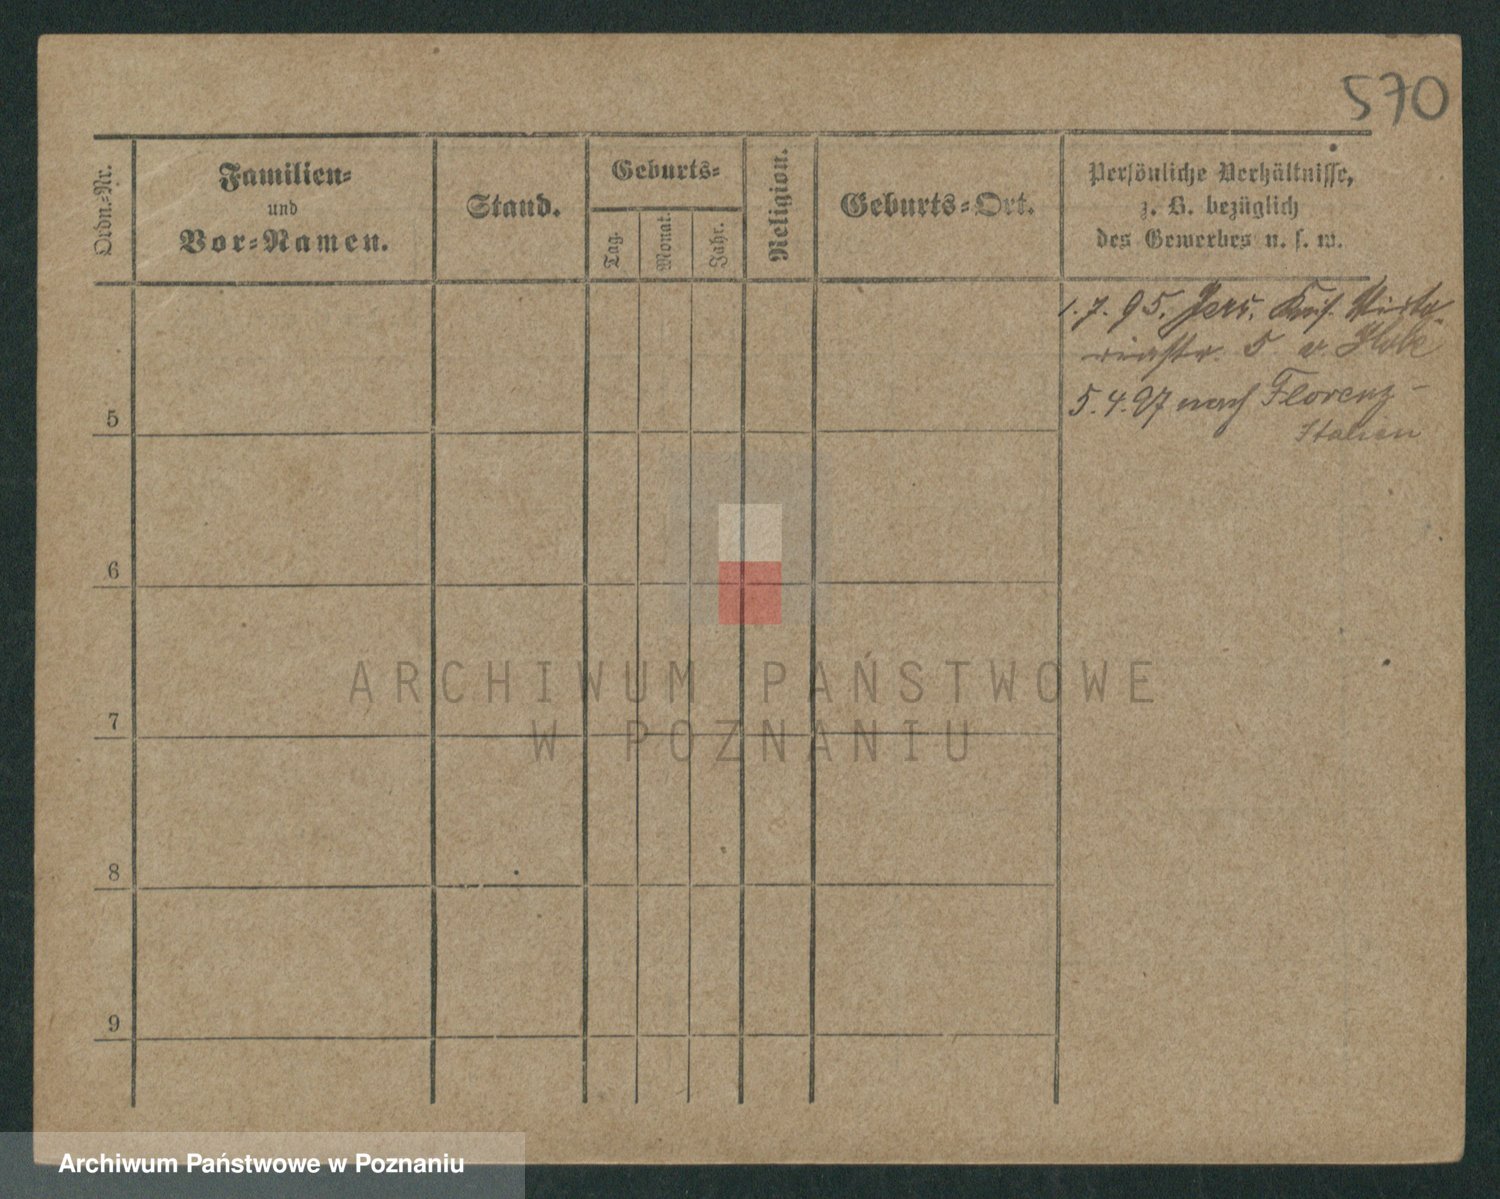 570
Ordn.-Nr.
Familien-
und
Vor-Namen.
Stand.
Geburts-
Tag.
Monat.
Jahr.
Religion.
Geburts-Ort.
Persönliche Verhältnisse,
z. B. bezüglich
des Gewerbes u. s. w.
1. 7. 95. Jers.
5
5. 4. 97 nach Florenz-
Italien
5
6
7
8
9
ARCHIWUM PAŃSTWOWE
W POZNANIU
Archiwum Państwowe w Poznaniu